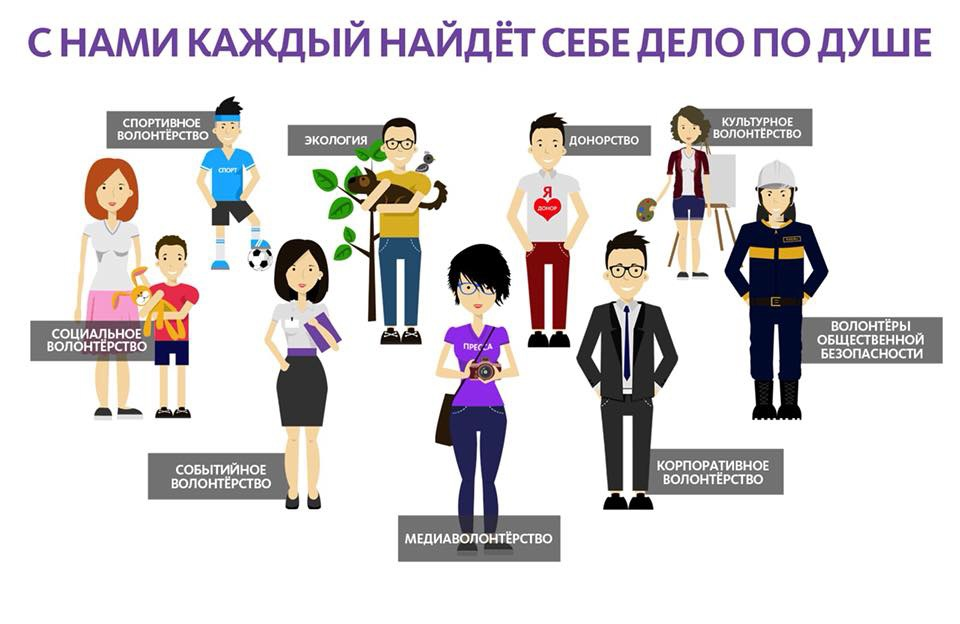 С НАМИ КАЖДЫЙ НАЙДЁТ СЕБЕ ДЕЛО ПО ДУШЕ
СПОРТИВНОЕ
ВОЛОНТЁРСТВО
СПОРТ
ЭКОЛОГИЯ
ДОНОРСТВО
Я
ДОНОР
КУЛЬТУРНОЕ
ВОЛОНТЁРСТВО
СОЦИАЛЬНОЕ
ВОЛОНТЁРСТВО
ПРЕССА
ВОЛОНТЁРЫ
ОБЩЕСТВЕННОЙ
БЕЗОПАСНОСТИ
СОБЫТИЙНОЕ
ВОЛОНТЁРСТВО
КОРПОРАТИВНОЕ
ВОЛОНТЁРСТВО
МЕДИАВОЛОНТЁРСТВО